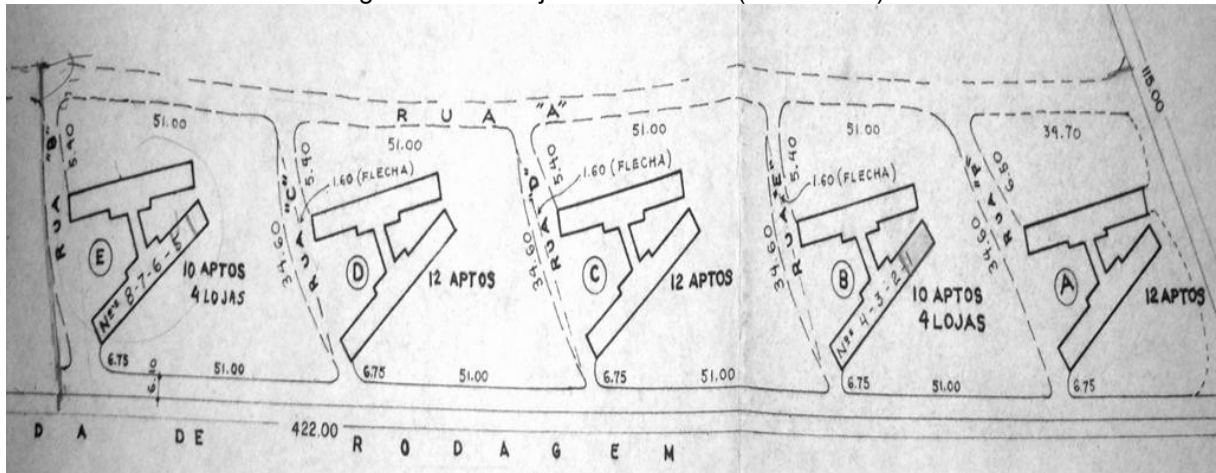 RUA "A"
115.00
51.00
51.00
51.00
51.00
39.70
RUA "B"
5.40
RUA "C"
5.40
1.60 (FLECHA)
34.60
RUA "D"
5.40
1.60 (FLECHA)
34.60
RUA "E"
5.40
1.60 (FLECHA)
34.60
RUA "F"
6.50
34.60
E
10 APTOS
4 LOJAS
Nos 8-7-6-5
D
12 APTOS
C
12 APTOS
B
10 APTOS
4 LOJAS
Nos 4-3-2-1
A
12 APTOS
6.75
51.00
6.75
51.00
6.75
51.00
6.75
51.00
6.75
DA DE RODAGEM
422.00